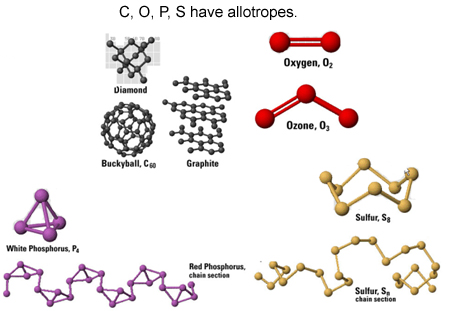 C, O, P, S have allotropes.
Diamond
Oxygen, O2
Buckyball, C60
Graphite
Ozone, O3
White Phosphorus, P4
Sulfur, S8
Red Phosphorus,
chain section
Sulfur, Sn
chain section